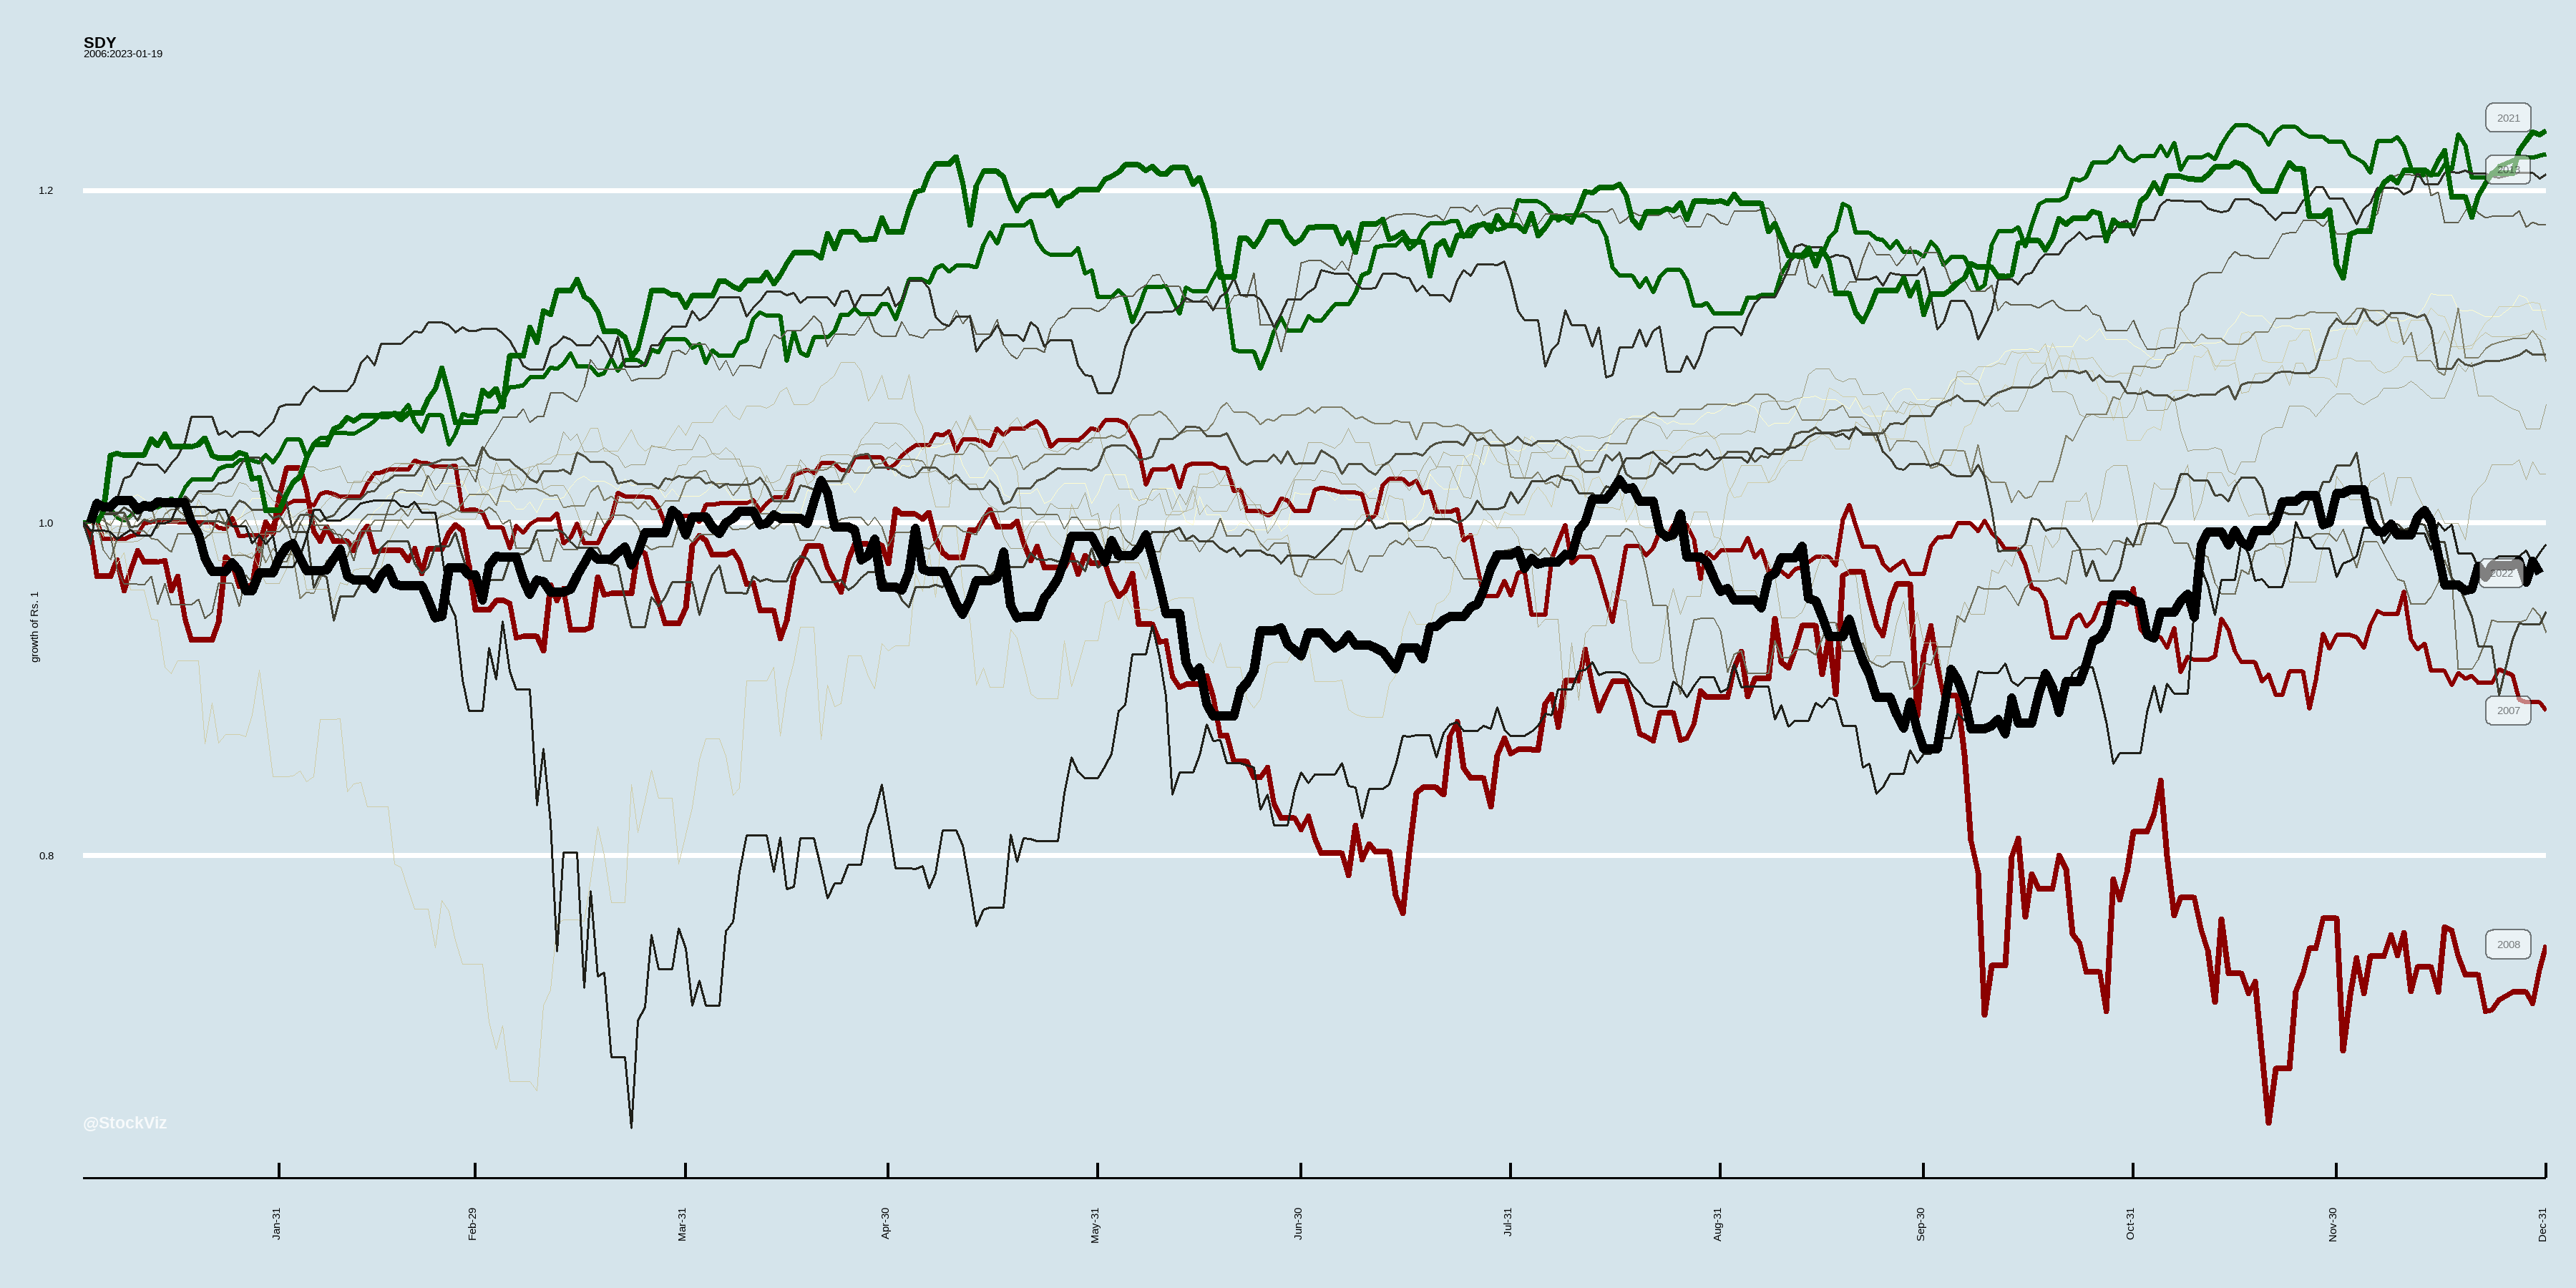 SDY
2006:2023-01-19
2021
1.2
1.0
growth of Rs. 1
2022
2007
0.8
2008
@StockViz
Jan-31
Feb-29
Mar-31
Apr-30
May-31
Jun-30
Jul-31
Aug-31
Sep-30
Oct-31
Nov-30
Dec-31